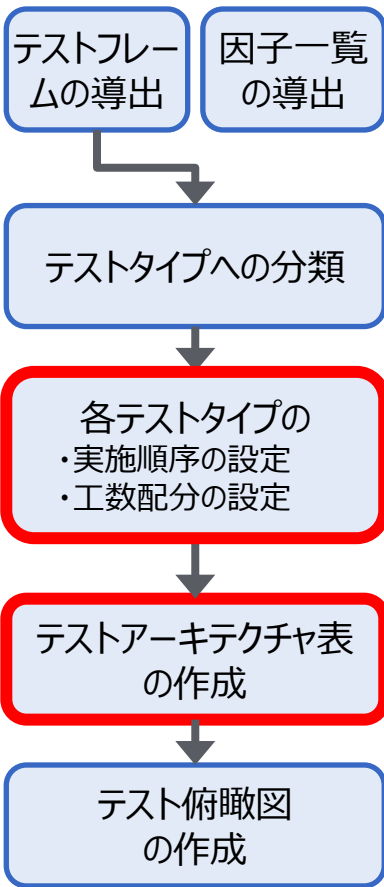 テストフレー
ムの導出
因子一覧
の導出
テストタイプへの分類
各テストタイプの
・実施順序の設定
・工数配分の設定
テストアーキテクチャ表
の作成
テスト俯瞰図
の作成